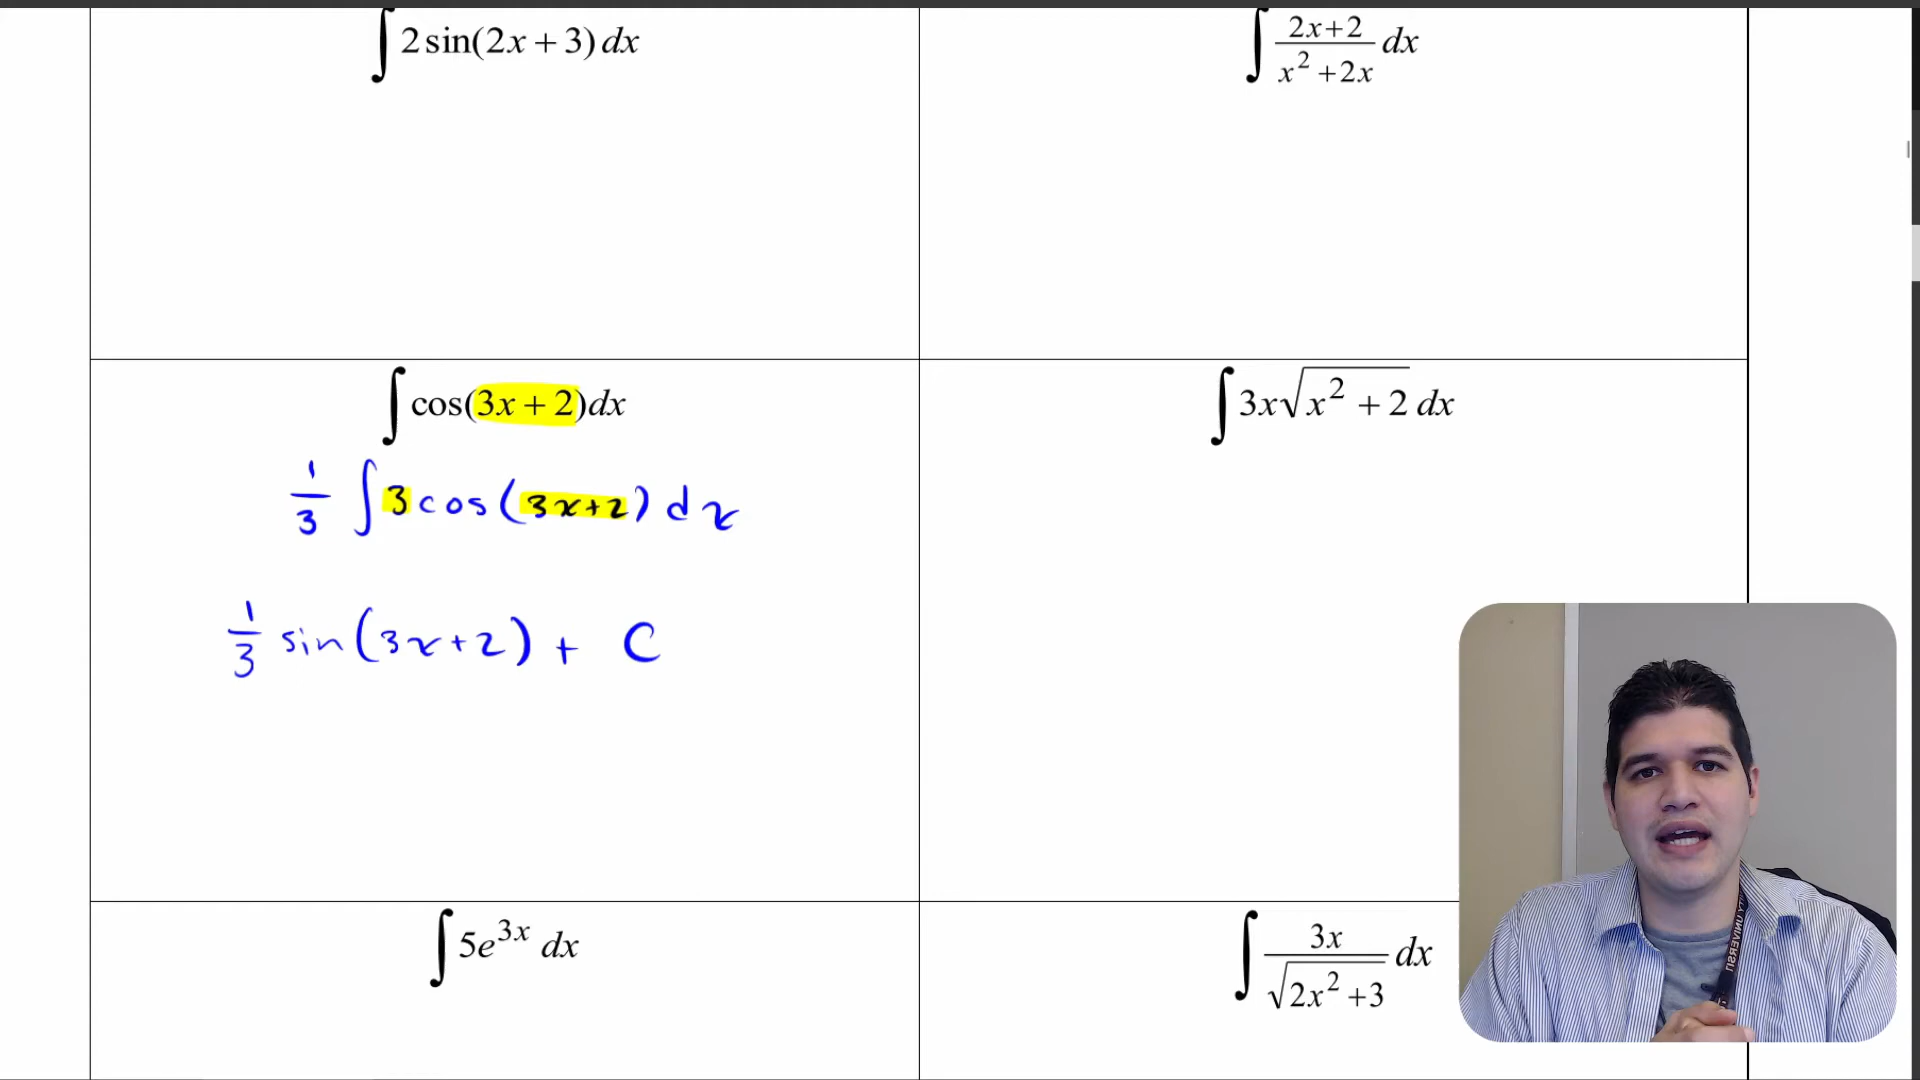 ∫ 2 sin(2x + 3) dx
∫ (2x+2)/(x² + 2x) dx
∫ cos(3x + 2) dx
1/3 ∫ 3 cos (3x+2) dx
1/3 sin(3x+2) + C
∫ 3x√(x² + 2) dx
∫ 5e^(3x) dx
∫ 3x/√(2x² + 3) dx